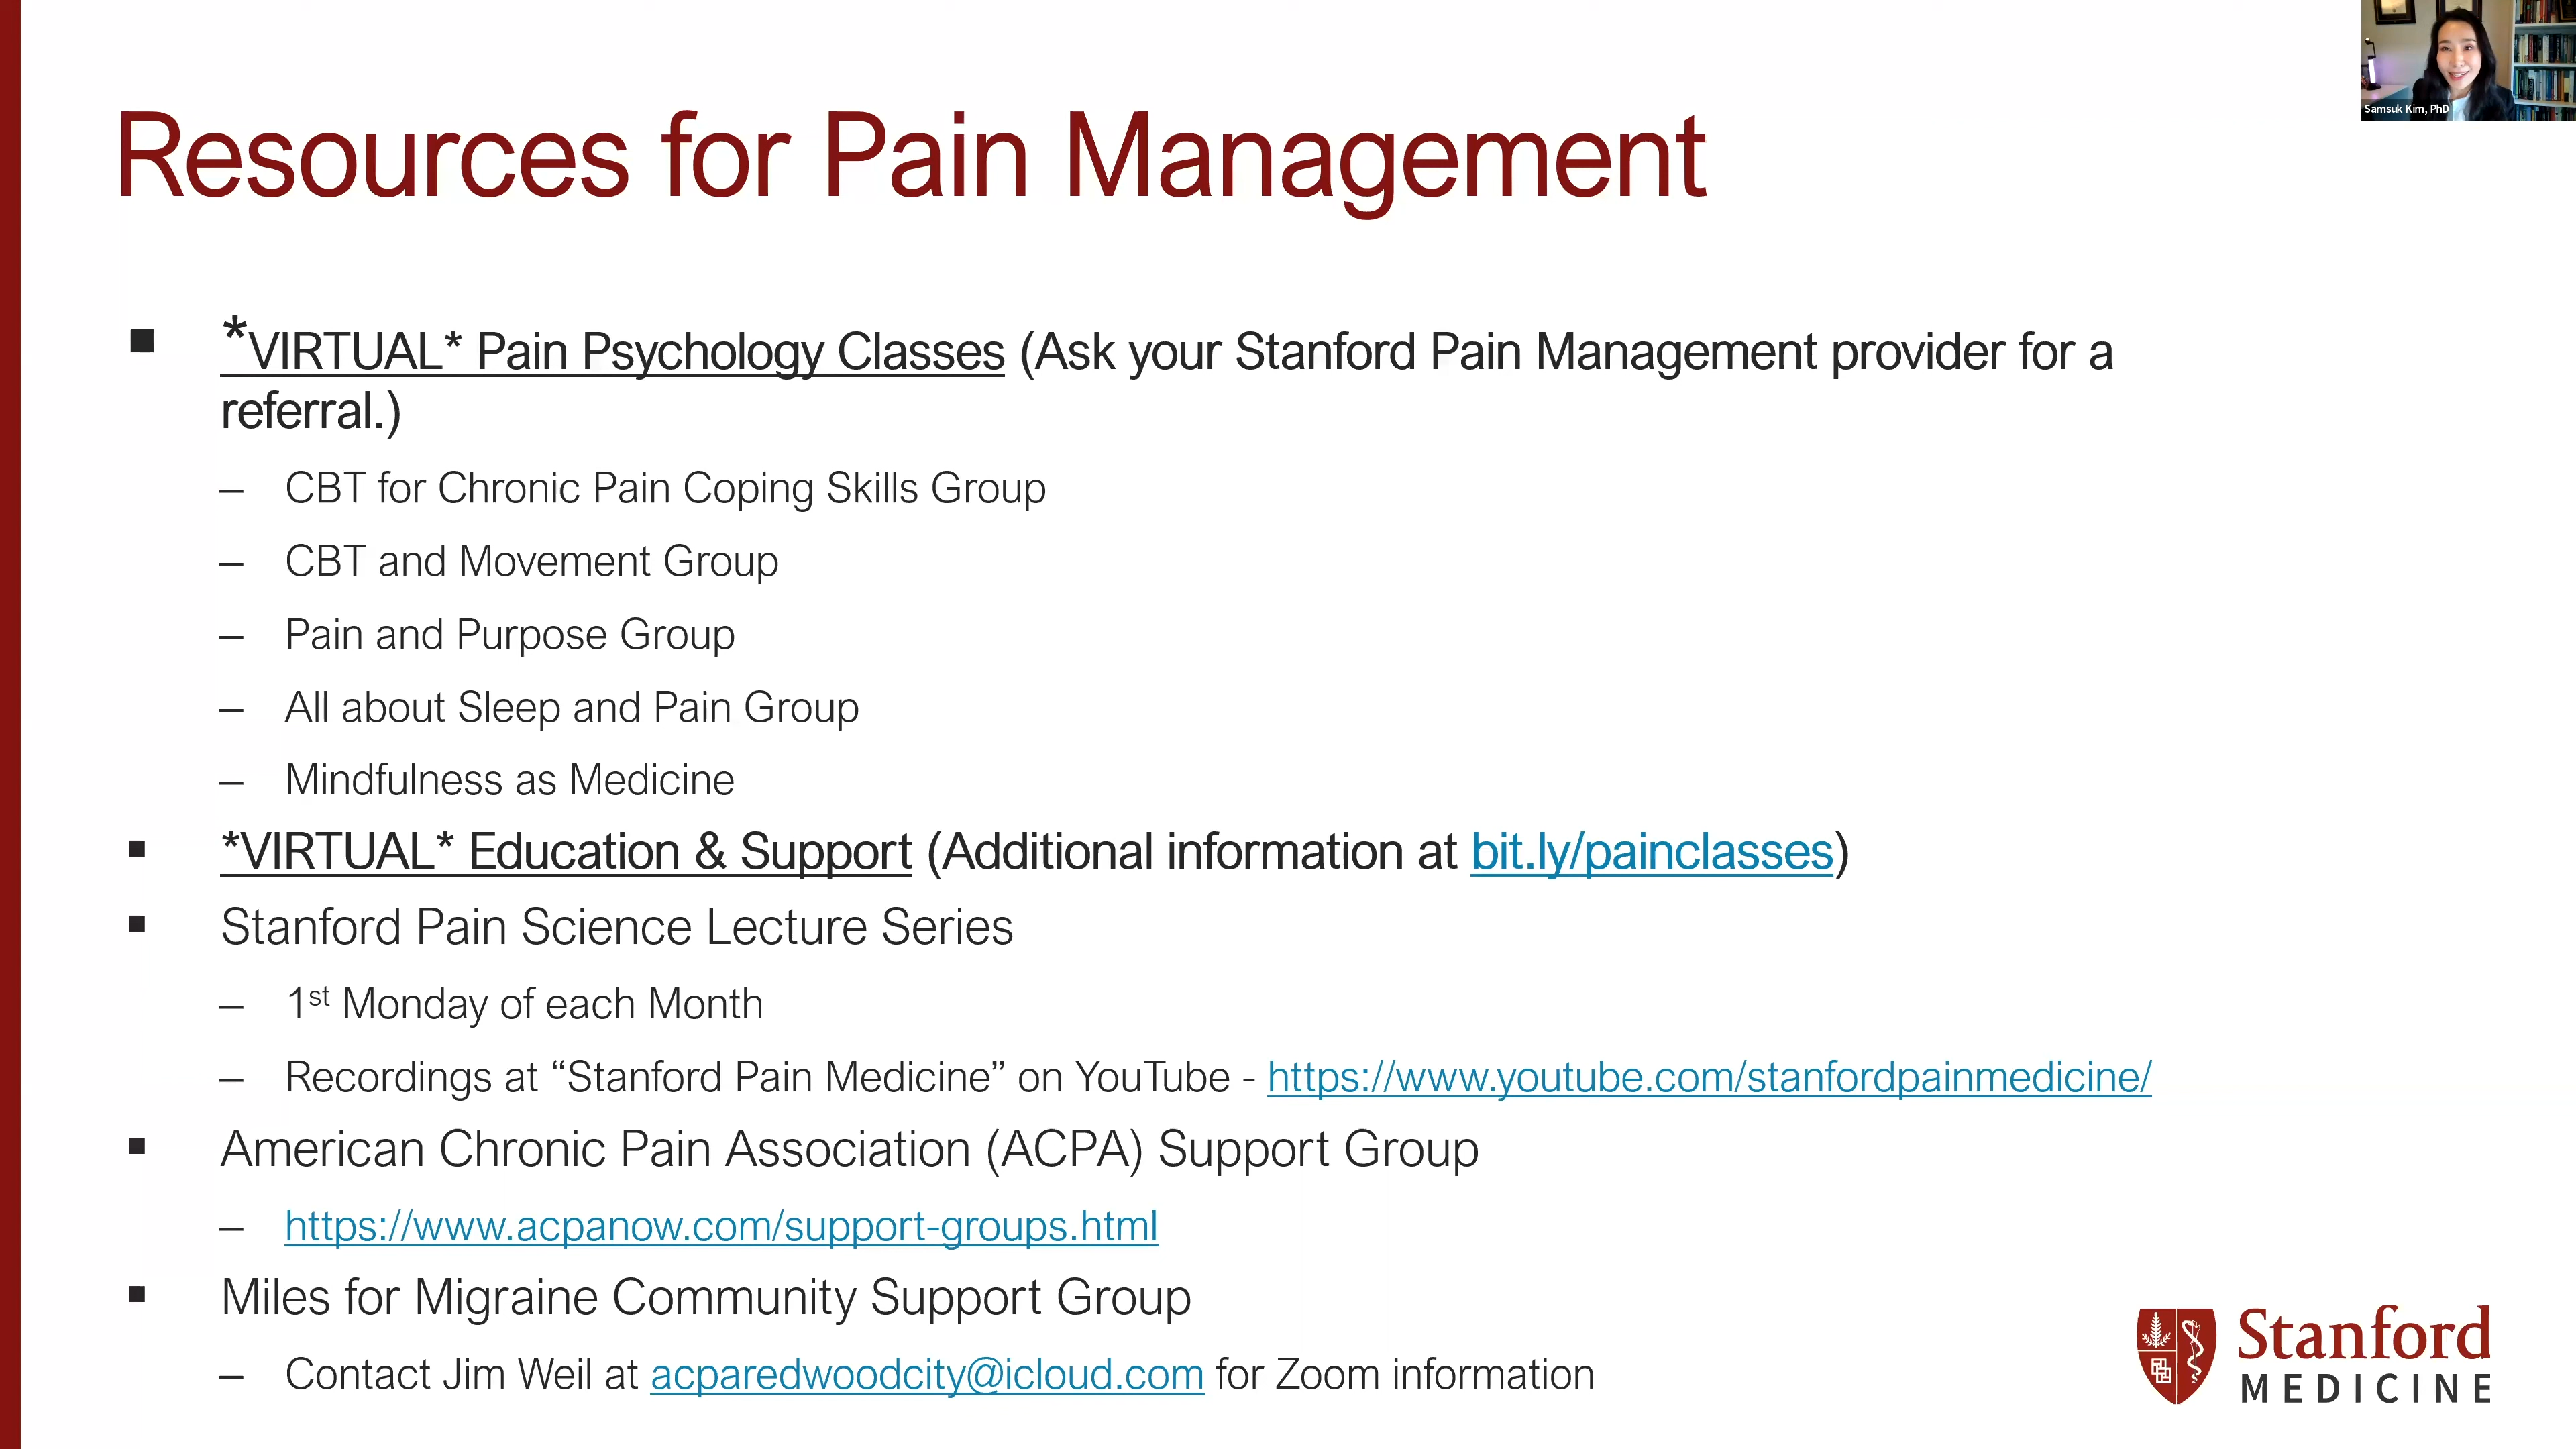 Samsuk Kim, PhD
Resources for Pain Management
▪ *VIRTUAL* Pain Psychology Classes (Ask your Stanford Pain Management provider for a
referral.)
– CBT for Chronic Pain Coping Skills Group
– CBT and Movement Group
– Pain and Purpose Group
– All about Sleep and Pain Group
– Mindfulness as Medicine
▪ *VIRTUAL* Education & Support (Additional information at bit.ly/painclasses)
▪ Stanford Pain Science Lecture Series
– 1st Monday of each Month
– Recordings at “Stanford Pain Medicine” on YouTube - https://www.youtube.com/stanfordpainmedicine/
▪ American Chronic Pain Association (ACPA) Support Group
– https://www.acpanow.com/support-groups.html
▪ Miles for Migraine Community Support Group
– Contact Jim Weil at acparedwoodcity@icloud.com for Zoom information
Stanford
MEDICINE